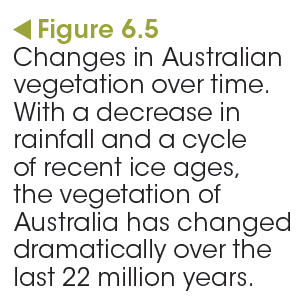 ◀ Figure 6.5
Changes in Australian
vegetation over time.
With a decrease in
rainfall and a cycle
of recent ice ages,
the vegetation of
Australia has changed
dramatically over the
last 22 million years.